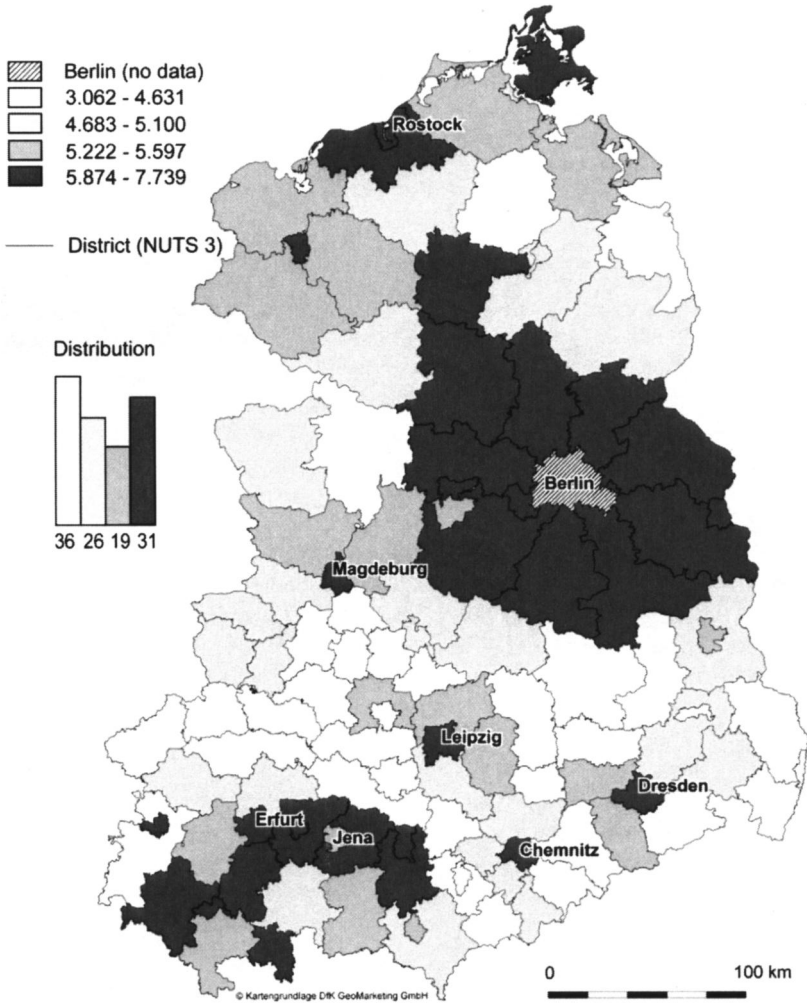 Berlin (no data)
3.062 - 4.631
4.683 - 5.100
5.222 - 5.597
5.874 - 7.739
District (NUTS 3)
Distribution
36 26 19 31
Rostock
Berlin
Magdeburg
Leipzig
Dresden
Erfurt
Jena
Chemnitz
0 100 km
© Kartengrundlage DfK GeoMarketing GmbH